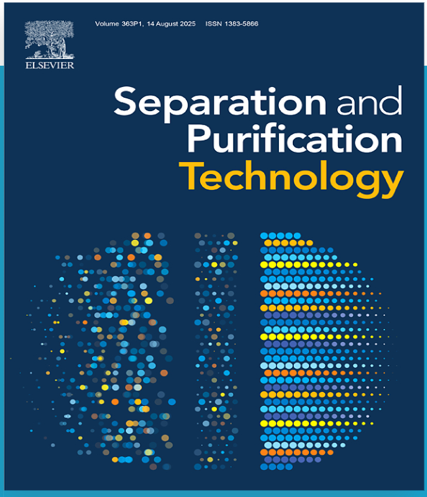 Volume 363P1, 14 August 2025 ISSN 1383-5866
ELSEVIER
Separation and
Purification
Technology